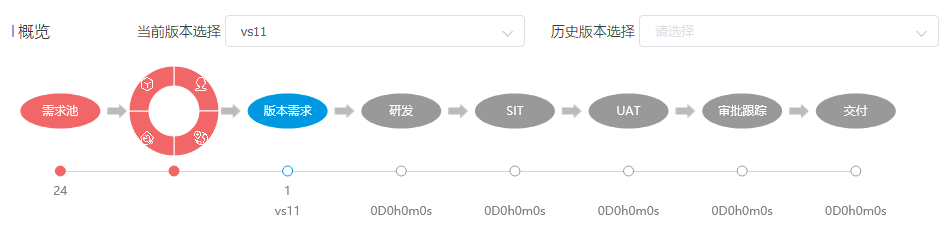 概览 当前版本选择 vs11 历史版本选择 请选择
需求池 版本需求 研发 SIT UAT 审批跟踪 交付
24 1
vs11 0D0h0m0s 0D0h0m0s 0D0h0m0s 0D0h0m0s 0D0h0m0s